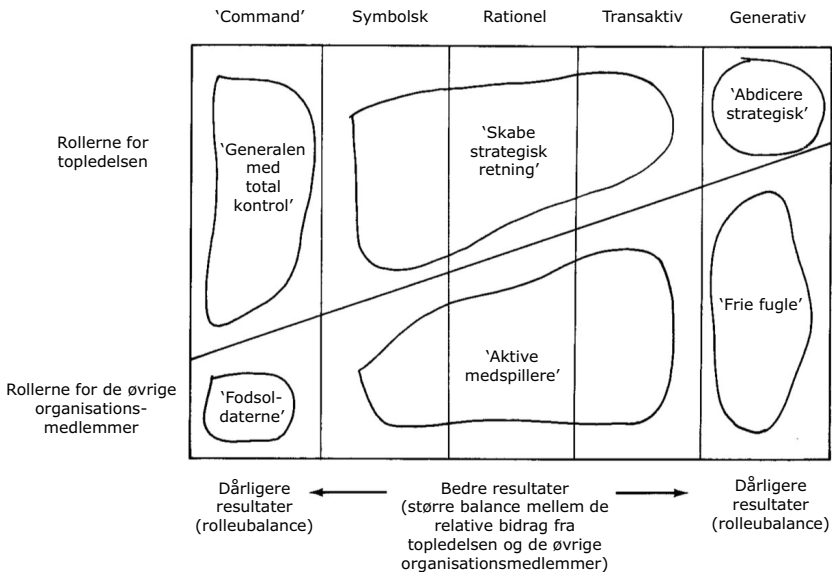 ‘Command’ Symbolsk Rationel Transaktiv Generativ
Rollerne for
topledelsen
‘Generalen
med
total
kontrol’
‘Skabe
strategisk
retning’
‘Abdicere
strategisk’
Rollerne for de øvrige
organisations-
medlemmer
‘Fodsol-
daterne’
‘Aktive
medspillere’
‘Frie fugle’
Dårligere
resultater
(rolleubalance)
Bedre resultater
(større balance mellem de
relative bidrag fra
topledelsen og de øvrige
organisationsmedlemmer)
Dårligere
resultater
(rolleubalance)